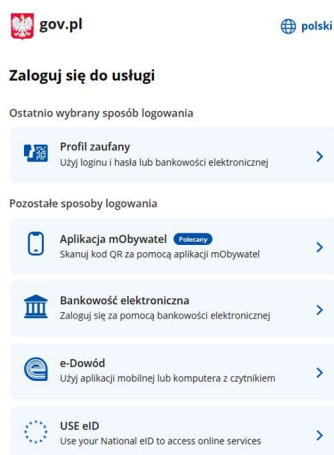 gov.pl
polski
Zaloguj się do usługi
Ostatnio wybrany sposób logowania
Profil zaufany
Użyj loginu i hasła lub bankowości elektronicznej
Pozostałe sposoby logowania
Aplikacja mObywatel Polecany
Skanuj kod QR za pomocą aplikacji mObywatel
Bankowość elektroniczna
Zaloguj się za pomocą bankowości elektronicznej
e-Dowód
Użyj aplikacji mobilnej lub komputera z czytnikiem
USE eID
Use your National eID to access online services